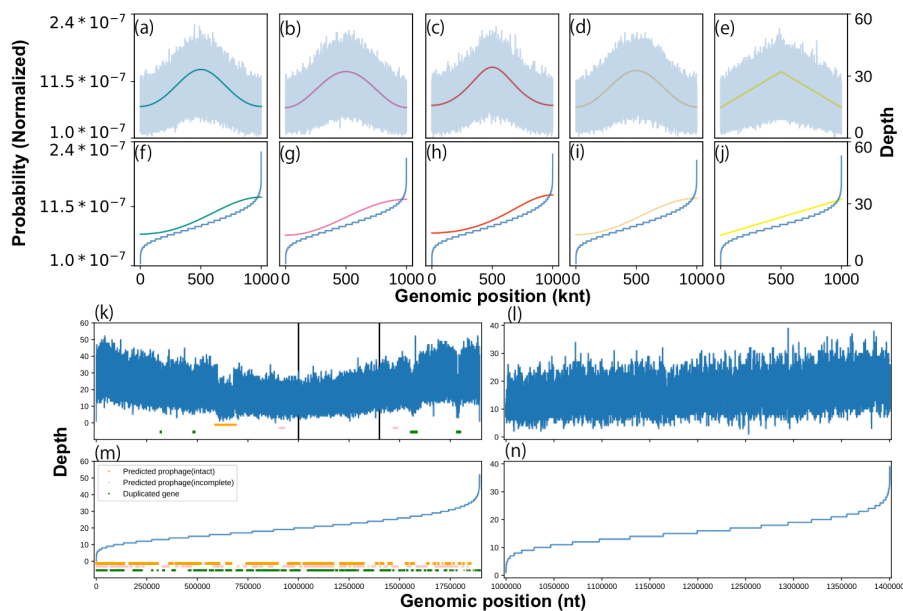 Probability (Normalized)
2.4 * 10⁻⁷
11.5 * 10⁻⁷
1.0 * 10⁻⁷
(a)
(b)
(c)
(d)
(e)
60
30
0
Depth
2.4 * 10⁻⁷
11.5 * 10⁻⁷
1.0 * 10⁻⁷
(f)
(g)
(h)
(i)
(j)
60
30
0
0 500 1000
0 500 1000
0 500 1000
0 500 1000
0 500 1000
Genomic position (knt)
(k)
60
50
40
30
20
10
0
(l)
40
30
20
10
0
Depth
(m)
60
50
40
30
20
10
0
Predicted prophage(intact)
Predicted prophage(incomplete)
Duplicated gene
0 250000 500000 750000 1000000 1250000 1500000 1750000
(n)
40
30
20
10
0
1000000 1050000 1100000 1150000 1200000 1250000 1300000 1350000 1400000
Genomic position (nt)